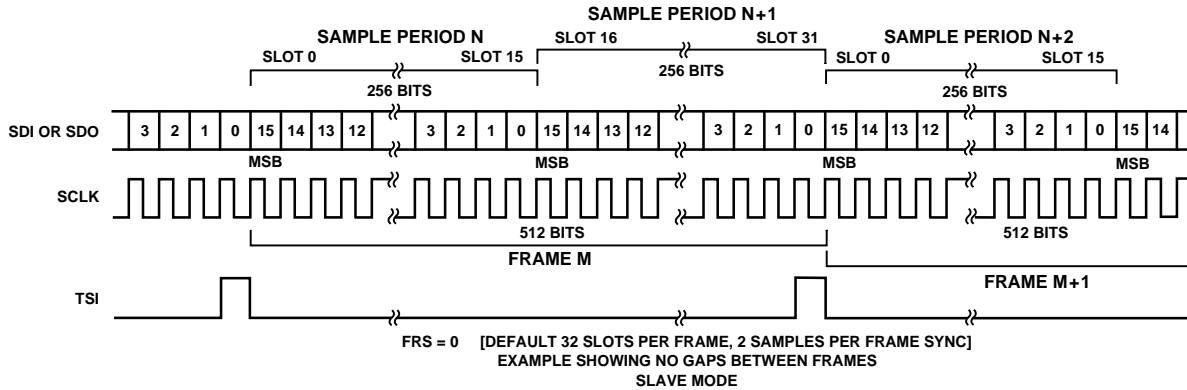 SAMPLE PERIOD N+1
SAMPLE PERIOD N
SLOT 16
SLOT 31
SAMPLE PERIOD N+2
SLOT 0
SLOT 15
256 BITS
SLOT 0
SLOT 15
256 BITS
256 BITS
SDI OR SDO
3 2 1 0 15 14 13 12 3 2 1 0 15 14 13 12 3 2 1 0 15 14 13 12 3 2 1 0 15 14
MSB MSB MSB MSB
SCLK
512 BITS
512 BITS
FRAME M
FRAME M+1
TSI
FRS = 0 [DEFAULT 32 SLOTS PER FRAME, 2 SAMPLES PER FRAME SYNC]
EXAMPLE SHOWING NO GAPS BETWEEN FRAMES
SLAVE MODE